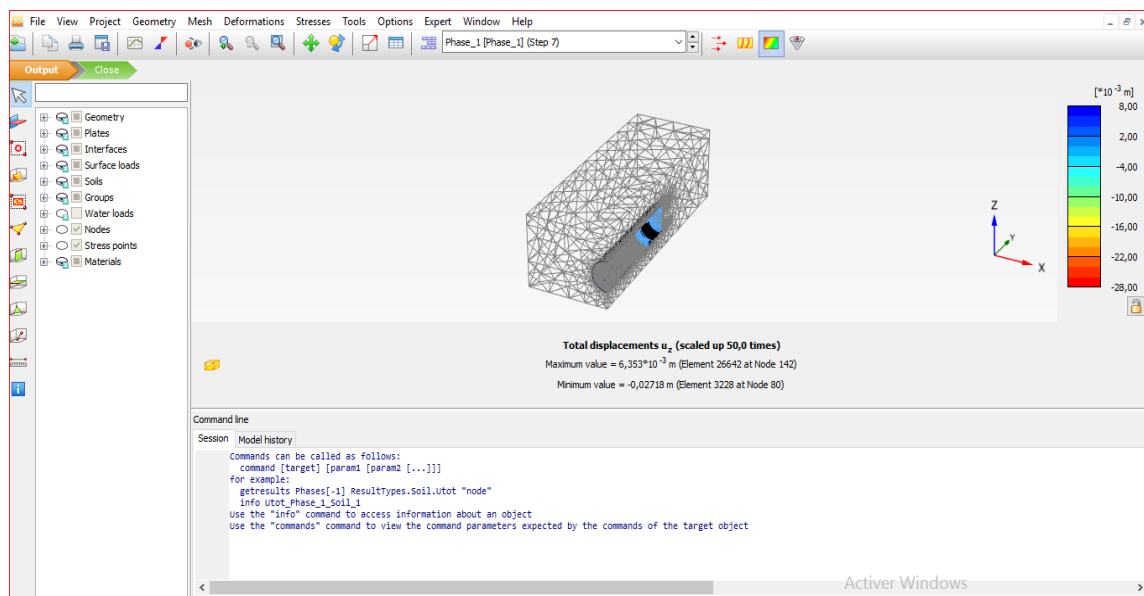 File View Project Geometry Mesh Deformations Stresses Tools Options Expert Window Help
Phase_1 [Phase_1] (Step 7)
Output Close
Geometry
Plates
Interfaces
Surface loads
Soils
Groups
Water loads
Nodes
Stress points
Materials
[*10 -3 m]
8,00
2,00
-4,00
-10,00
-16,00
-22,00
-28,00
Z
Y
X
Total displacements uz (scaled up 50,0 times)
Maximum value = 6,353*10 -3 m (Element 26642 at Node 142)
Minimum value = -0,02718 m (Element 3228 at Node 80)
Command line
Session Model history
Commands can be called as follows:
command [target] [param1 [param2 [...]]]
for example:
getresults Phases[-1] ResultTypes.Soil.Utot "node"
info Utot_Phase_1_Soil_1
Use the "info" command to access information about an object
Use the "commands" command to view the command parameters expected by the commands of the target object
Activer Windows